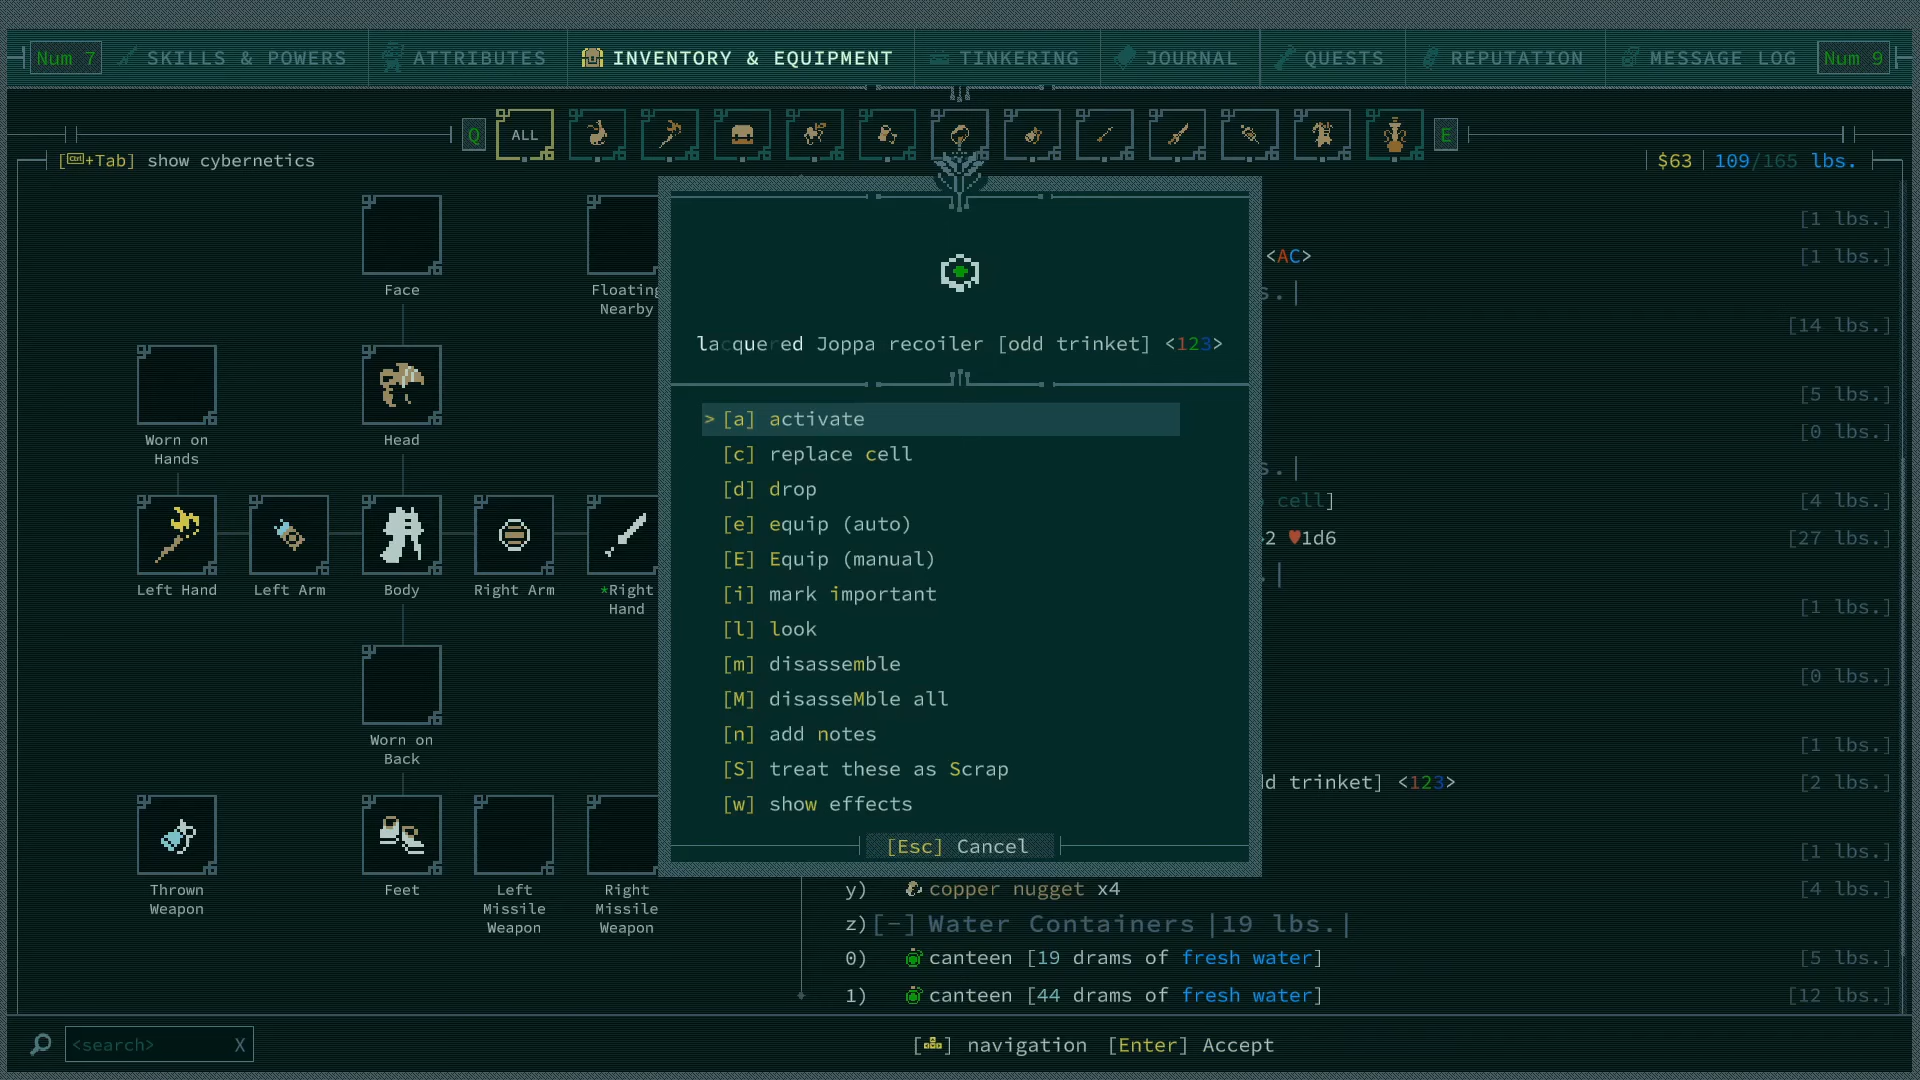 Num 7 SKILLS & POWERS ATTRIBUTES INVENTORY & EQUIPMENT TINKERING JOURNAL QUESTS REPUTATION MESSAGE LOG Num 9
Q ALL E
[Ctrl+Tab] show cybernetics
$63 109/165 lbs.
[1 lbs.]
<AC> [1 lbs.]
Face
Floating
Nearby
s.|
[14 lbs.]
lacquered Joppa recoiler [odd trinket] <123>
[5 lbs.]
[0 lbs.]
> [a] activate
[c] replace cell
[d] drop
[e] equip (auto)
[E] Equip (manual)
[i] mark important
[l] look
[m] disassemble
[M] disasseMble all
[n] add notes
[S] treat these as Scrap
[w] show effects
[Esc] Cancel
Worn on
Hands
Head
s.|
cell] [4 lbs.]
2 ♥1d6 [27 lbs.]
.|
Left Hand
Left Arm
Body
Right Arm
*Right
Hand
[1 lbs.]
[0 lbs.]
Worn on
Back
[1 lbs.]
d trinket] <123> [2 lbs.]
[1 lbs.]
Thrown
Weapon
Feet
Left
Missile
Weapon
Right
Missile
Weapon
y) copper nugget x4 [4 lbs.]
z) [-] Water Containers |19 lbs.|
0) canteen [19 drams of fresh water] [5 lbs.]
1) canteen [44 drams of fresh water] [12 lbs.]
<search> X
navigation [Enter] Accept